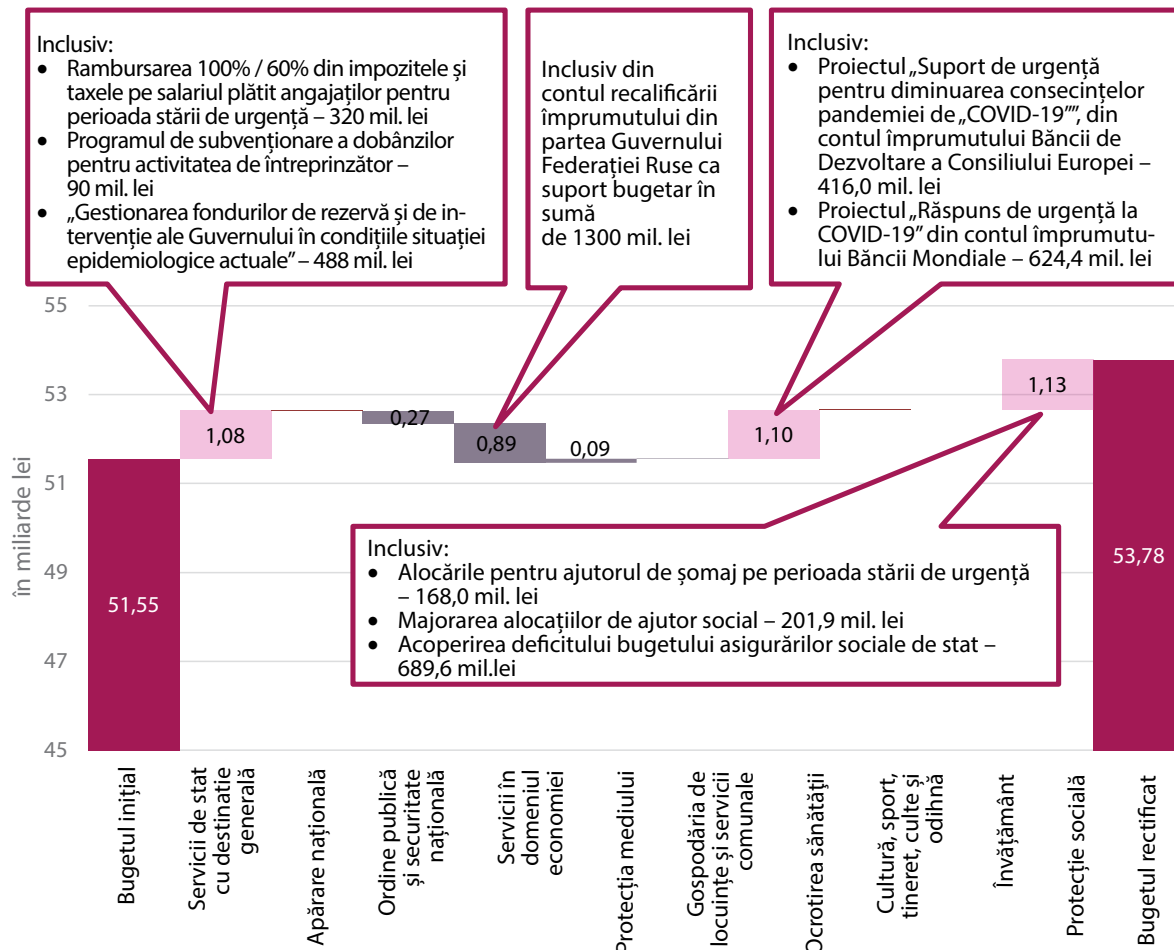 Inclusiv:
• Rambursarea 100% / 60% din impozitele și
taxele pe salariul plătit angajaților pentru
perioada stării de urgență – 320 mil. lei
• Programul de subvenționare a dobânzilor
pentru activitatea de întreprinzător –
90 mil. lei
• „Gestionarea fondurilor de rezervă și de in-
tervenție ale Guvernului în condițiile situației
epidemiologice actuale” – 488 mil. lei
Inclusiv din
contul recalificării
împrumutului din
partea Guvernului
Federației Ruse ca
suport bugetar în
sumă
de 1300 mil. lei
Inclusiv:
• Proiectul „Suport de urgență
pentru diminuarea consecințelor
pandemiei de „COVID-19””, din
contul împrumutului Băncii de
Dezvoltare a Consiliului Europei –
416,0 mil. lei
• Proiectul „Răspuns de urgență la
COVID-19” din contul împrumutu-
lui Băncii Mondiale – 624,4 mil. lei
în miliarde lei
55
53
51
49
47
45
51,55
1,08
0,27
0,89
0,09
1,10
1,13
53,78
Inclusiv:
• Alocările pentru ajutorul de șomaj pe perioada stării de urgență
– 168,0 mil. lei
• Majorarea alocațiilor de ajutor social – 201,9 mil. lei
• Acoperirea deficitului bugetului asigurărilor sociale de stat –
689,6 mil.lei
Bugetul inițial
Servicii de stat
cu destinatie
generală
Apărare națională
Ordine publică
și securitate
națională
Servicii în
domeniul
economiei
Protecția mediului
Gospodăria de
locuințe și servicii
comunale
Ocrotirea sănătății
Cultură, sport,
tineret, culte și
odihnă
Învățământ
Protecție socială
Bugetul rectificat